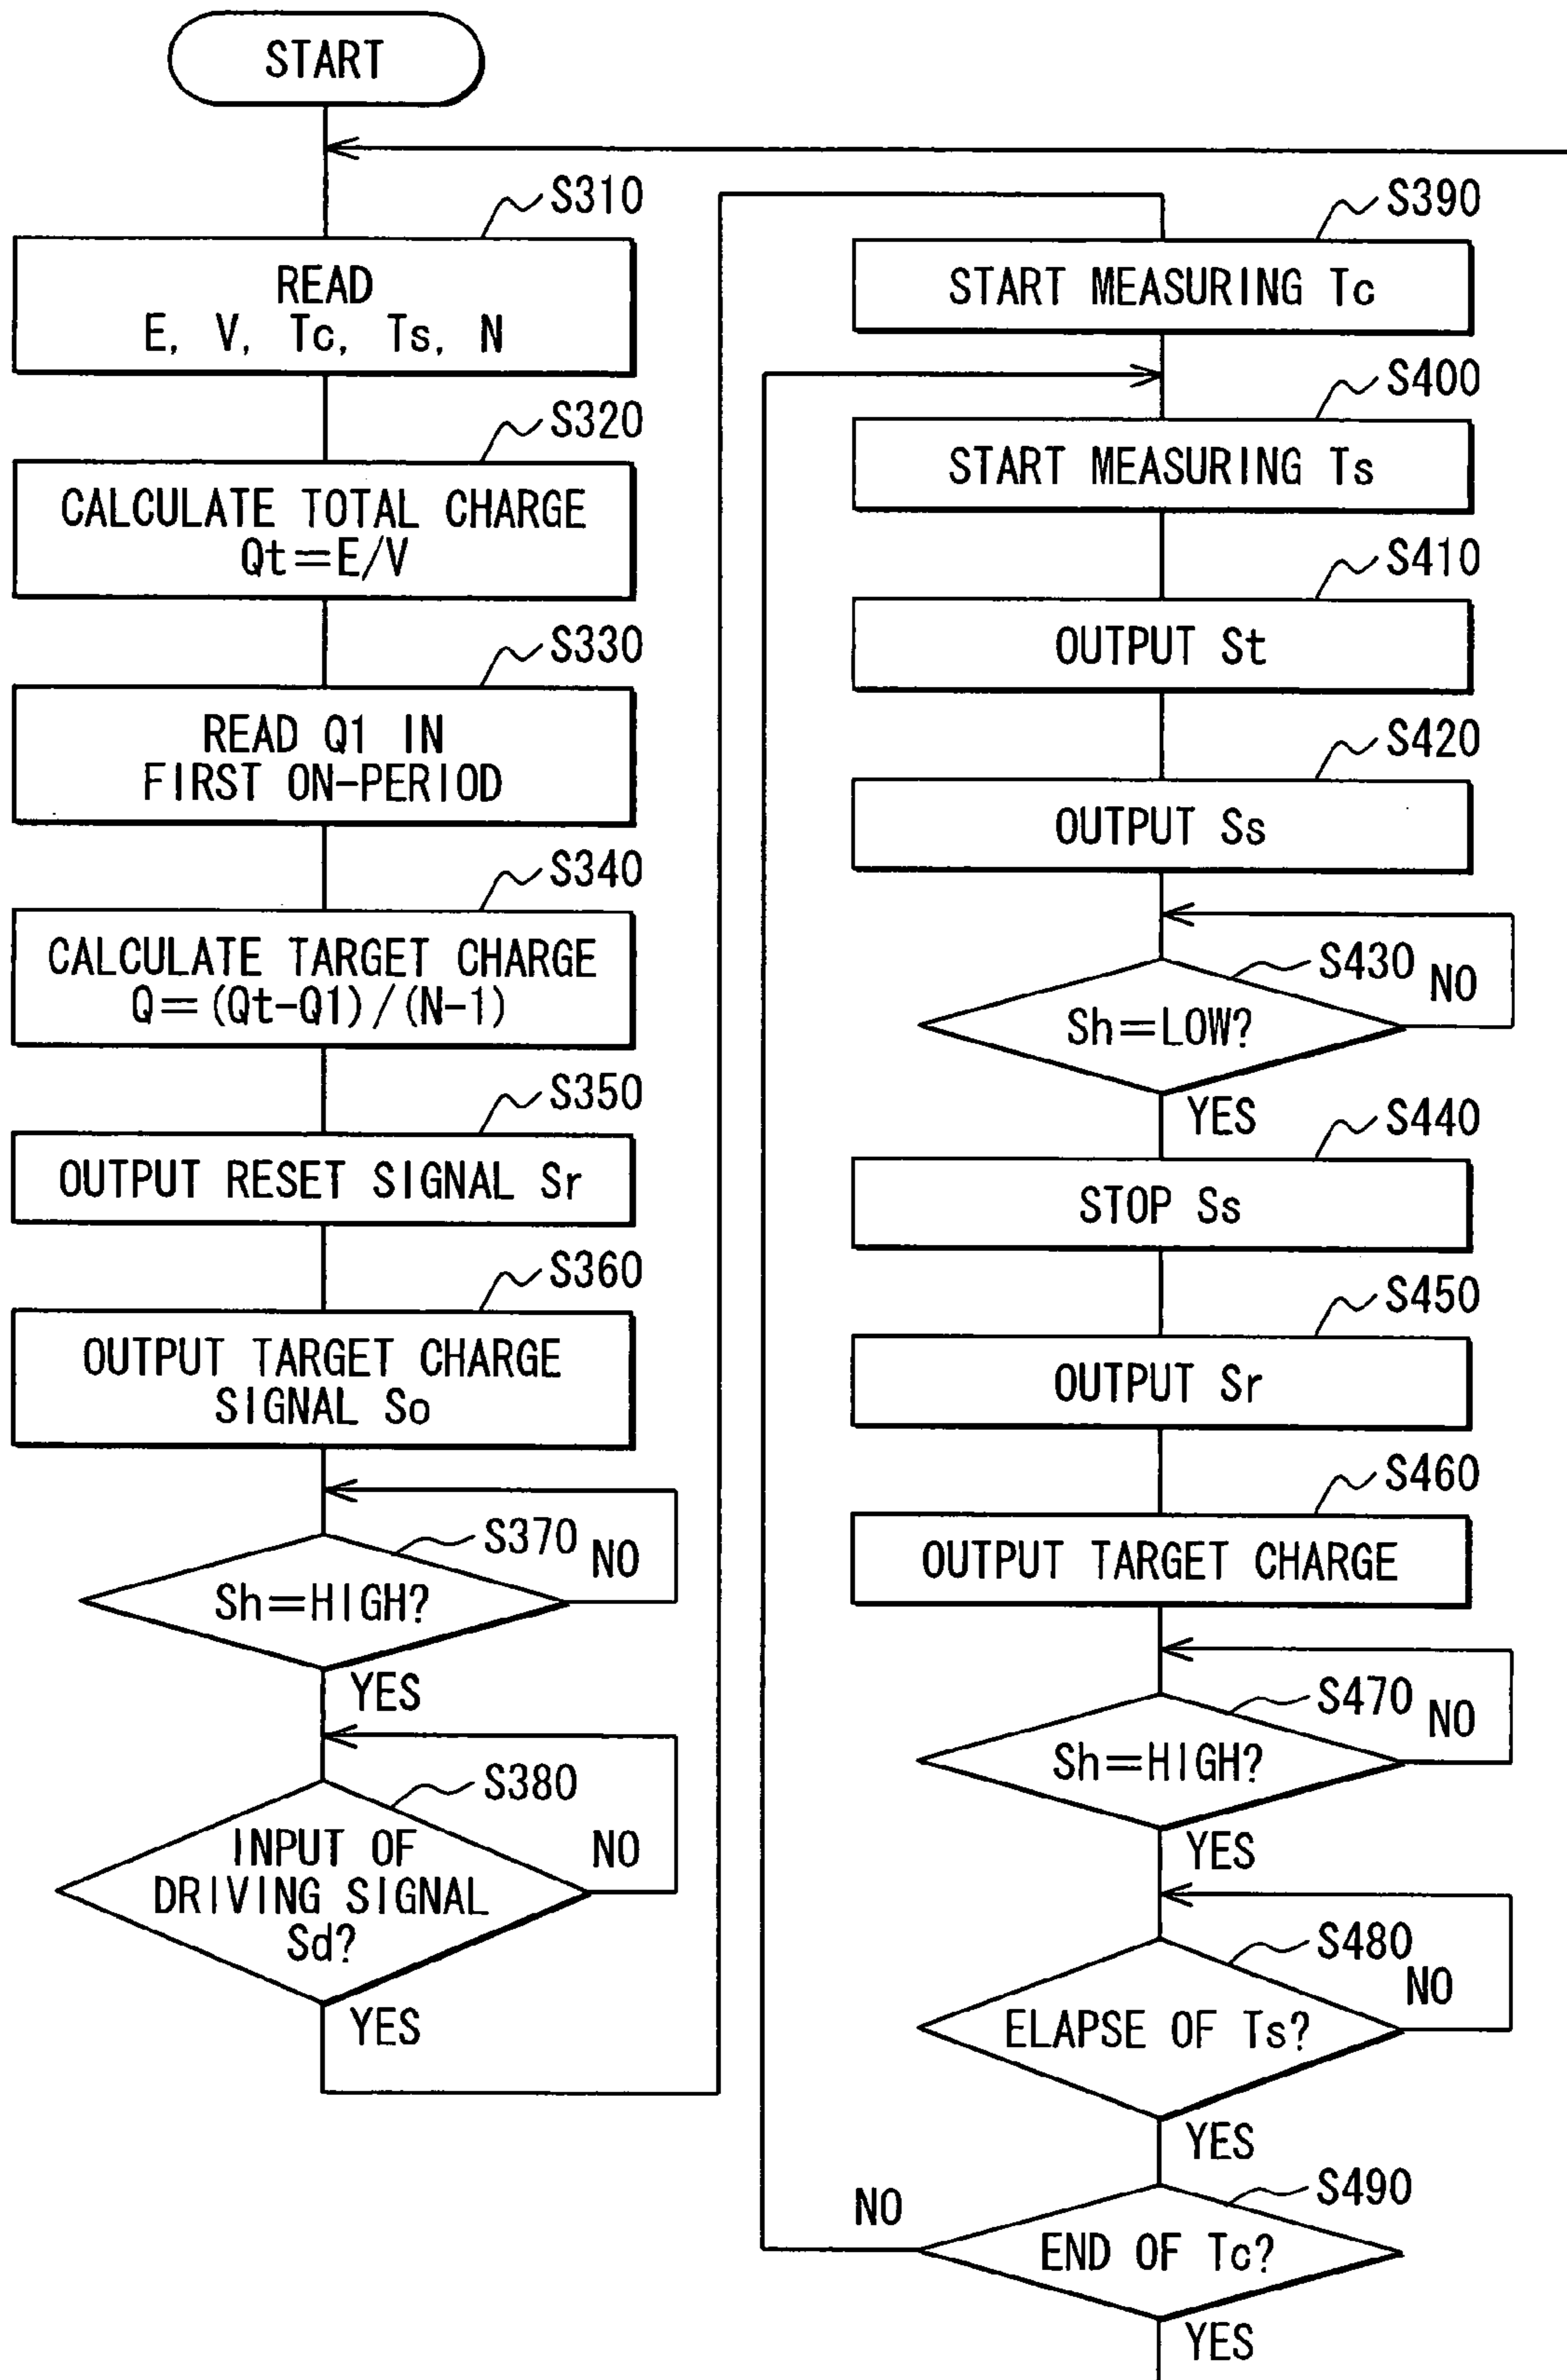 START
S310
READ
E, V, Tc, Ts, N
S320
CALCULATE TOTAL CHARGE
Qt=E/V
S330
READ Q1 IN
FIRST ON-PERIOD
S340
CALCULATE TARGET CHARGE
Q=(Qt-Q1)/(N-1)
S350
OUTPUT RESET SIGNAL Sr
S360
OUTPUT TARGET CHARGE
SIGNAL So
S370
NO
Sh=HIGH?
YES
S380
NO
INPUT OF
DRIVING SIGNAL
Sd?
YES
S390
START MEASURING Tc
S400
START MEASURING Ts
S410
OUTPUT St
S420
OUTPUT Ss
S430
NO
Sh=LOW?
YES
S440
STOP Ss
S450
OUTPUT Sr
S460
OUTPUT TARGET CHARGE
S470
NO
Sh=HIGH?
YES
S480
NO
ELAPSE OF Ts?
YES
S490
NO
END OF Tc?
YES